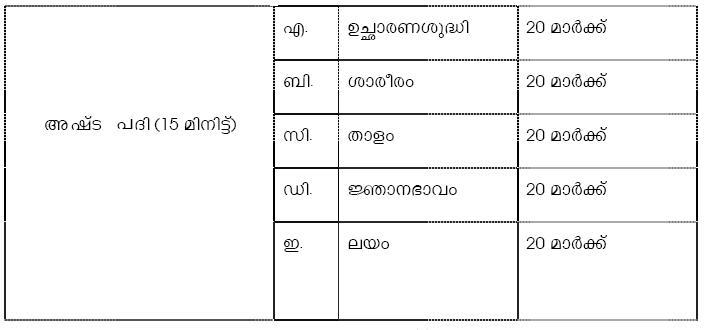 എ. ഉച്ഛാരണശുദ്ധി 20 മാർക്ക്
ബി. ശാരീരം 20 മാർക്ക്
അഷ്ട പദി (15 മിനിട്ട്)
സി. താളം 20 മാർക്ക്
ഡി. ജ്ഞാനഭാവം 20 മാർക്ക്
ഇ. ലയം 20 മാർക്ക്